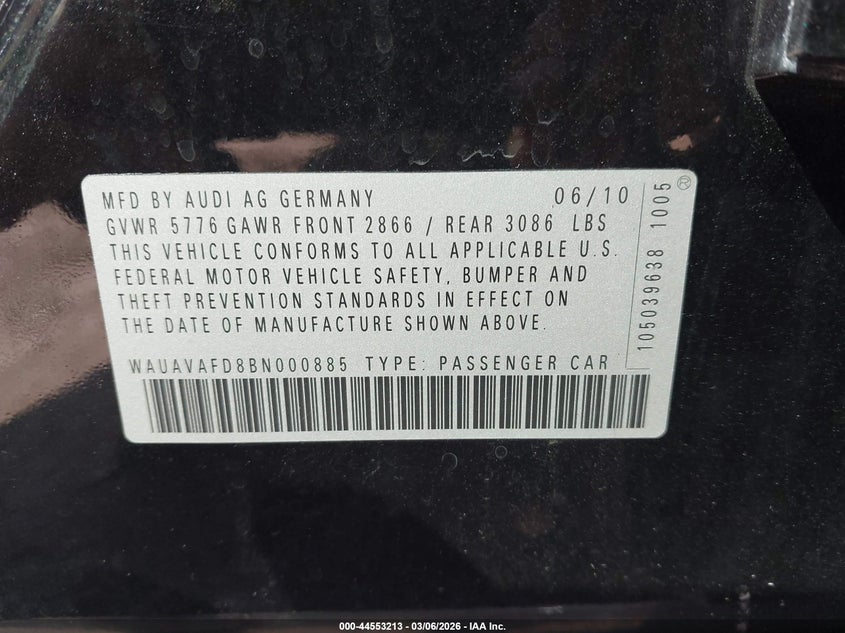 MFD BY AUDI AG GERMANY 06/10
GVWR 5776 GAWR FRONT 2866 / REAR 3086 LBS
THIS VEHICLE CONFORMS TO ALL APPLICABLE U.S.
FEDERAL MOTOR VEHICLE SAFETY, BUMPER AND
THEFT PREVENTION STANDARDS IN EFFECT ON
THE DATE OF MANUFACTURE SHOWN ABOVE.
WAUAVAFD8BN000885 TYPE: PASSENGER CAR
105039638 1005 ®
000-44553213 - 03/06/2026 - IAA Inc.